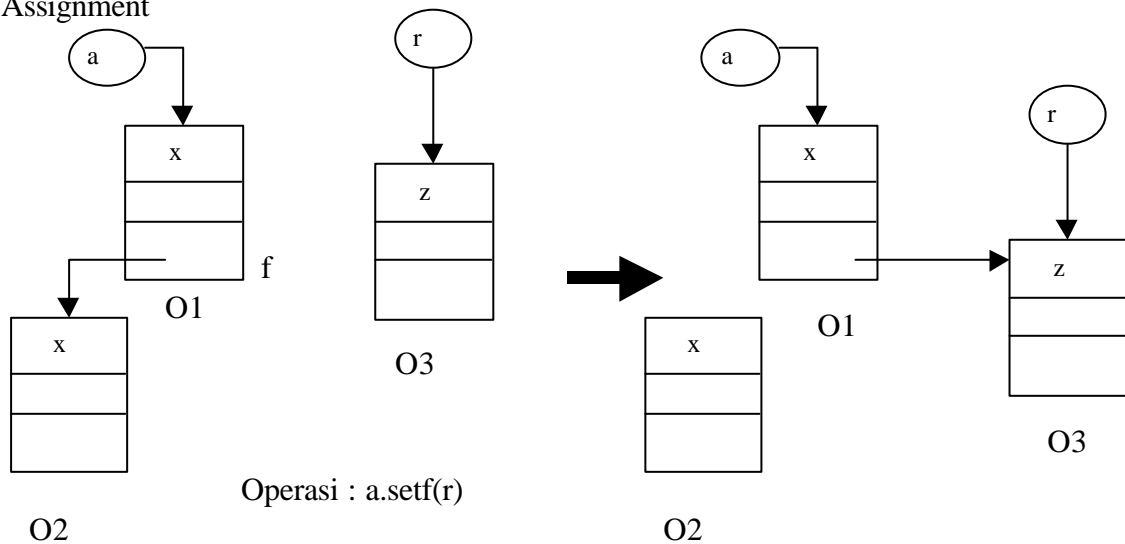 Assignment
a
r
a
r
x
z
x
z
f
O1
O1
x
x
O3
O3
Operasi : a.setf(r)
O2
O2